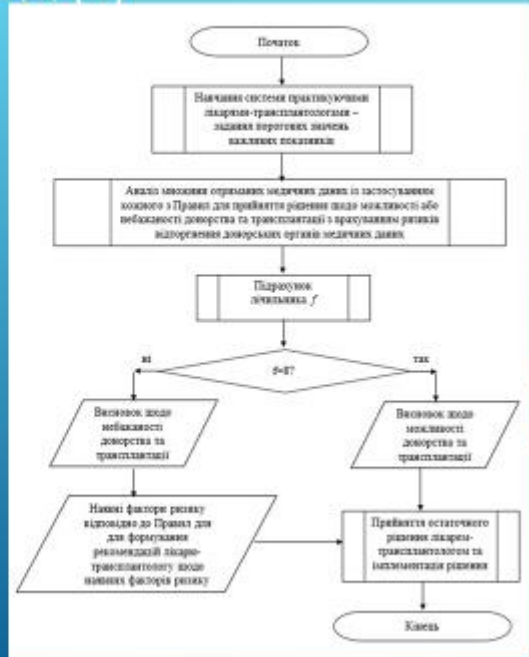 Початок
Навчання системи практикуючими
лікарями-трансплантологами –
задання порогових значень
важливих показників
Аналіз множини отриманих медичних даних із застосуванням
кожного з Правил для прийняття рішення щодо можливості або
небажаності донорства та трансплантації з врахуванням ризиків
відторгнення донорських органів медичних даних
Підрахунок
лічильника f
ні
так
Висновок щодо
небажаності
донорства та
трансплантації
Висновок щодо
можливості
донорства та
трансплантації
Наявні фактори ризику
відповідно до Правил для
для формування
рекомендацій лікарю-
трансплантологу щодо
наявних факторів ризику
Прийняття остаточного
рішення лікарем-
трансплантологом та
імплементація рішення
Кінець